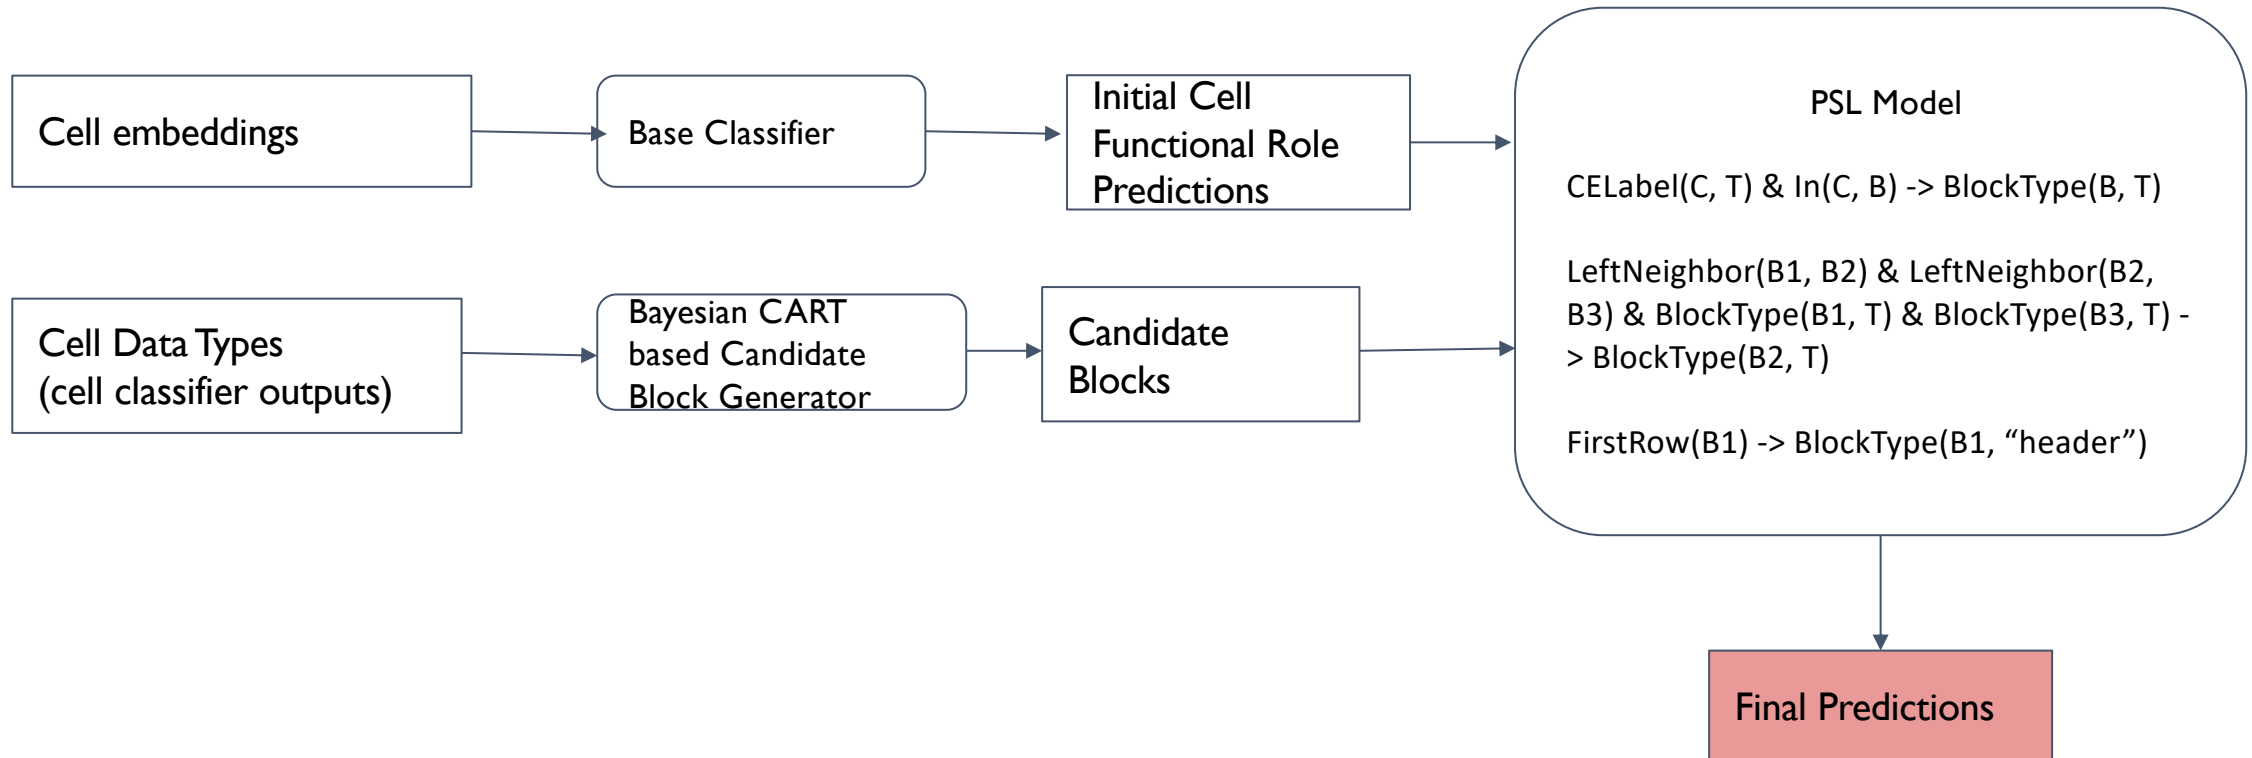 Cell embeddings
Base Classifier
Initial Cell
Functional Role
Predictions
Cell Data Types
(cell classifier outputs)
Bayesian CART
based Candidate
Block Generator
Candidate
Blocks
PSL Model
CELabel(C, T) & In(C, B) -> BlockType(B, T)
LeftNeighbor(B1, B2) & LeftNeighbor(B2,
B3) & BlockType(B1, T) & BlockType(B3, T) -
> BlockType(B2, T)
FirstRow(B1) -> BlockType(B1, “header”)
Final Predictions